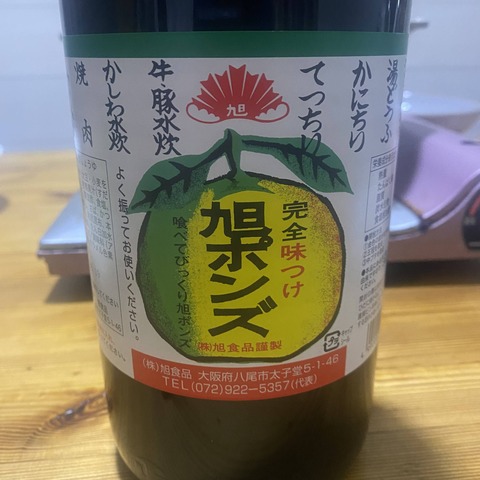 湯どうふ
かにちり
てっちり
旭
牛豚水炊
かしわ水炊
焼肉
よく振ってお使いください。
完全味つけ
旭ポンズ
喰べてびっくり旭ポンズ
(株)旭食品謹製
(株)旭食品 大阪府八尾市太子堂5-1-46
TEL(072)922-5357(代表)